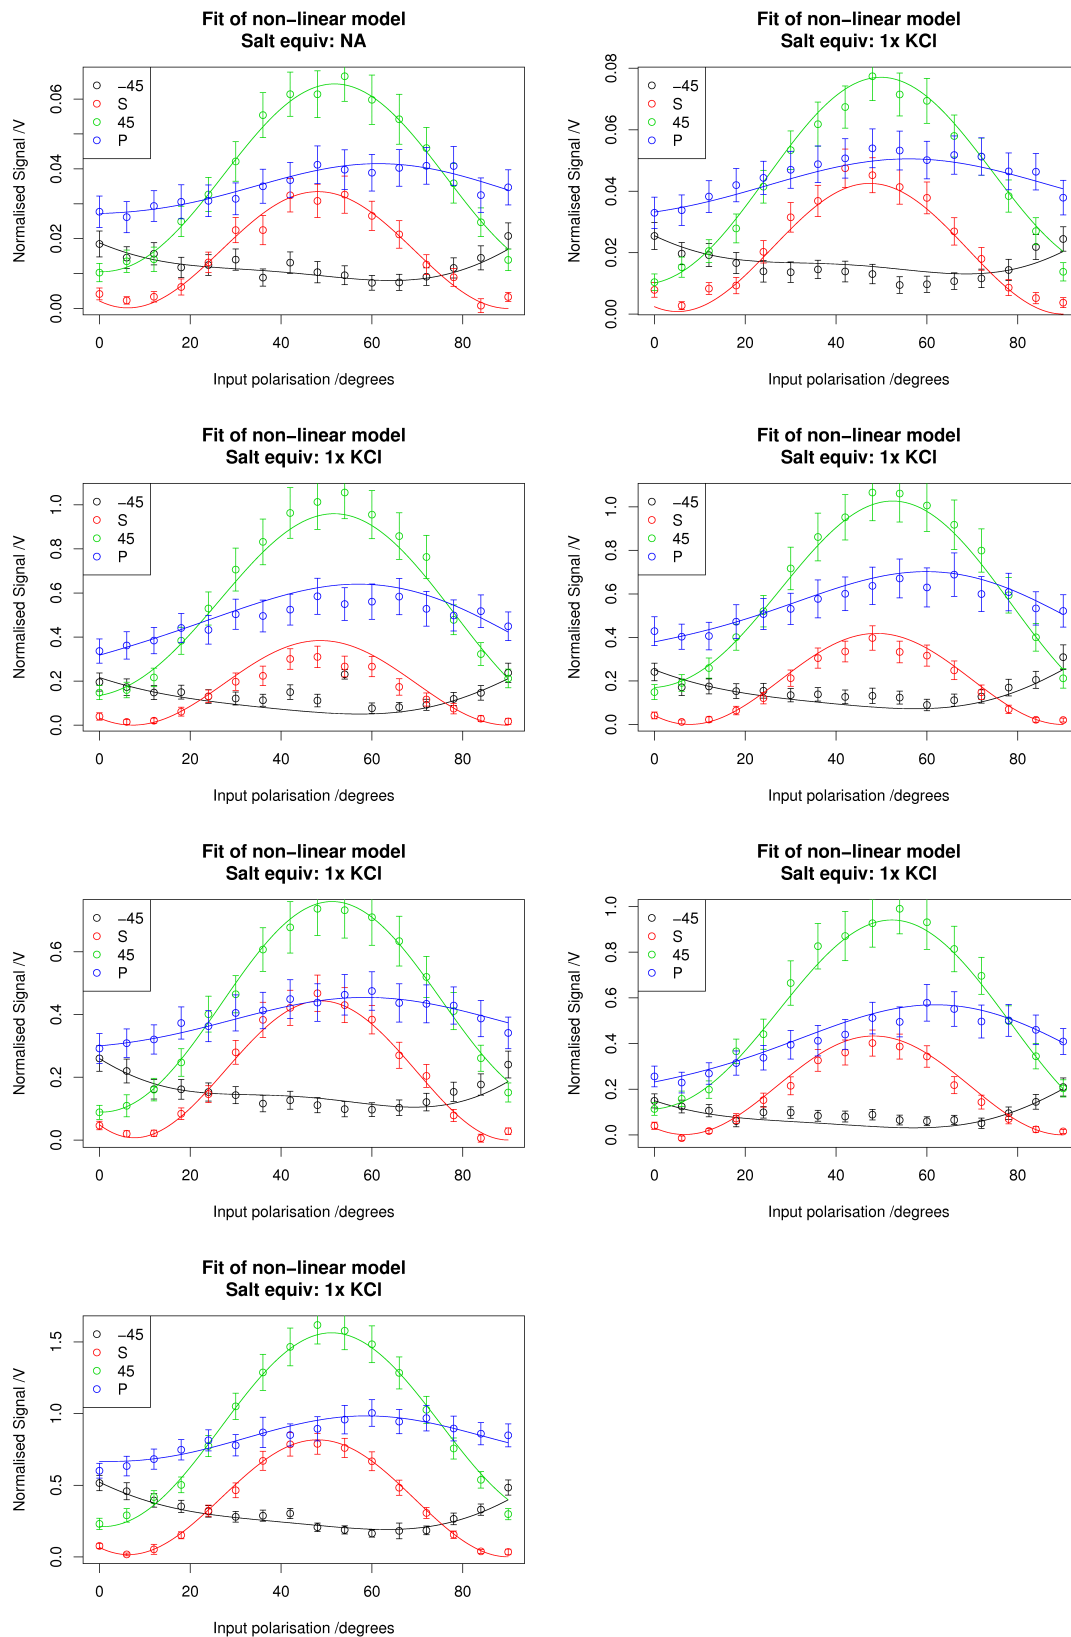 Fit of non−linear model
Salt equiv: NA
Normalised Signal /V
0.00 0.02 0.04 0.06
−45
S
45
P
0 20 40 60 80
Input polarisation /degrees
Fit of non−linear model
Salt equiv: 1x KCl
Normalised Signal /V
0.00 0.02 0.04 0.06 0.08
−45
S
45
P
0 20 40 60 80
Input polarisation /degrees
Fit of non−linear model
Salt equiv: 1x KCl
Normalised Signal /V
0.0 0.2 0.4 0.6 0.8 1.0
−45
S
45
P
0 20 40 60 80
Input polarisation /degrees
Fit of non−linear model
Salt equiv: 1x KCl
Normalised Signal /V
0.0 0.2 0.4 0.6 0.8 1.0
−45
S
45
P
0 20 40 60 80
Input polarisation /degrees
Fit of non−linear model
Salt equiv: 1x KCl
Normalised Signal /V
0.0 0.2 0.4 0.6
−45
S
45
P
0 20 40 60 80
Input polarisation /degrees
Fit of non−linear model
Salt equiv: 1x KCl
Normalised Signal /V
0.0 0.2 0.4 0.6 0.8 1.0
−45
S
45
P
0 20 40 60 80
Input polarisation /degrees
Fit of non−linear model
Salt equiv: 1x KCl
Normalised Signal /V
0.0 0.5 1.0 1.5
−45
S
45
P
0 20 40 60 80
Input polarisation /degrees